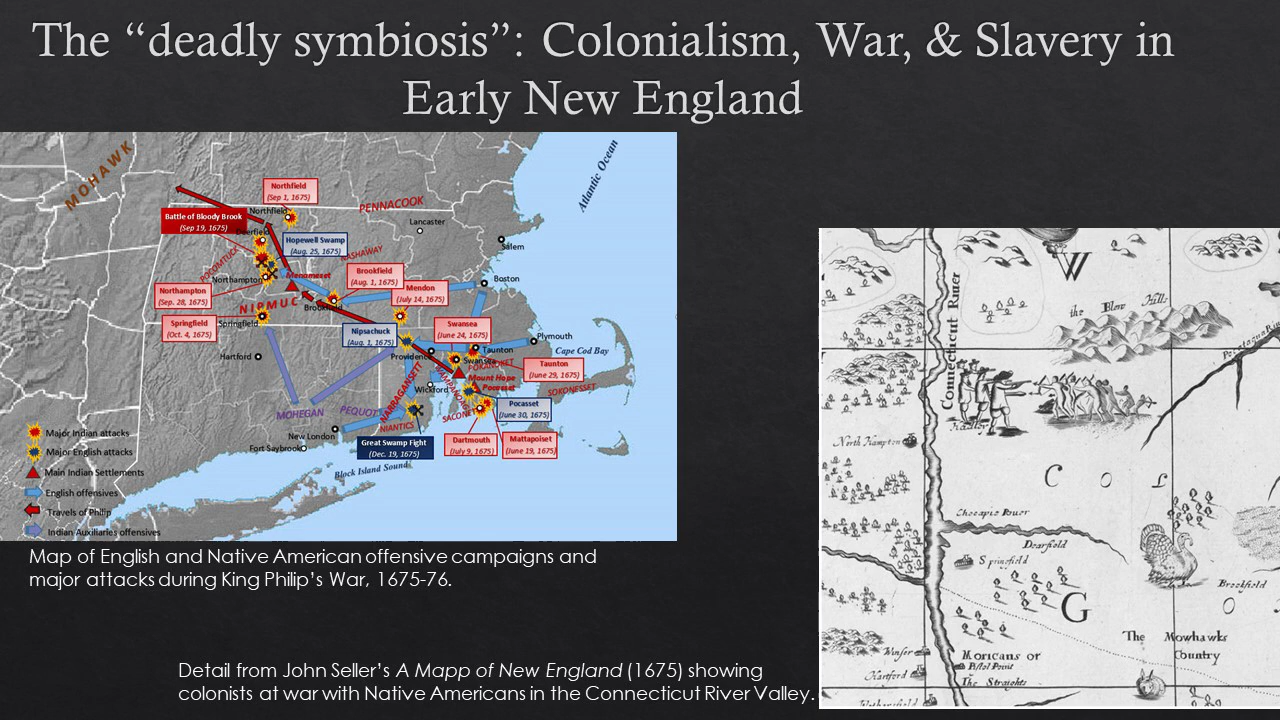 The “deadly symbiosis”: Colonialism, War, & Slavery in
Early New England
MOHAWK
Atlantic Ocean
Northfield
(Sep 1, 1675)
Northfield
PENNACOOK
Battle of Bloody Brook
(Sep 19, 1675)
Deerfield
Lancaster
Hopewell Swamp
(Aug. 25, 1675)
Salem
NASHAWAY
POCOMTUC
Northampton
Menameset
Brookfield
(Aug. 1, 1675)
Boston
Mendon
(July 14, 1675)
Northampton
(Sep. 28, 1675)
NIPMUC
Springfield
(Oct. 4, 1675)
Springfield
Nipsachuck
(Aug. 1, 1675)
Swansea
(June 24, 1675)
Plymouth
Hartford
Providence
Taunton
Cape Cod Bay
Swansea
POKANOKET
Taunton
(June 29, 1675)
Mount Hope
Pocasset
Wickford
NARRAGANSETT
SOKONESSET
MOHEGAN
PEQUOT
SACONET
Pocasset
(June 30, 1675)
NIANTICS
New London
Fort Saybrook
Great Swamp Fight
(Dec. 19, 1675)
Dartmouth
(July 9, 1675)
Mattapoiset
(June 19, 1675)
Block Island Sound
Major Indian attacks
Major English attacks
Main Indian Settlements
English offensives
Travels of Philip
Indian Auxiliaries offensives
Map of English and Native American offensive campaigns and
major attacks during King Philip’s War, 1675-76.
W
the Blew Hills
Connecticut River
Hadler
North Hampton
C O L
Checapie River
Dearfield
Springfield
Brookfield
G
O
The Mowhawks
Country
Moricans or
Pistol Point
The Straights
Winser
Hartford
Detail from John Seller’s A Mapp of New England (1675) showing
colonists at war with Native Americans in the Connecticut River Valley.